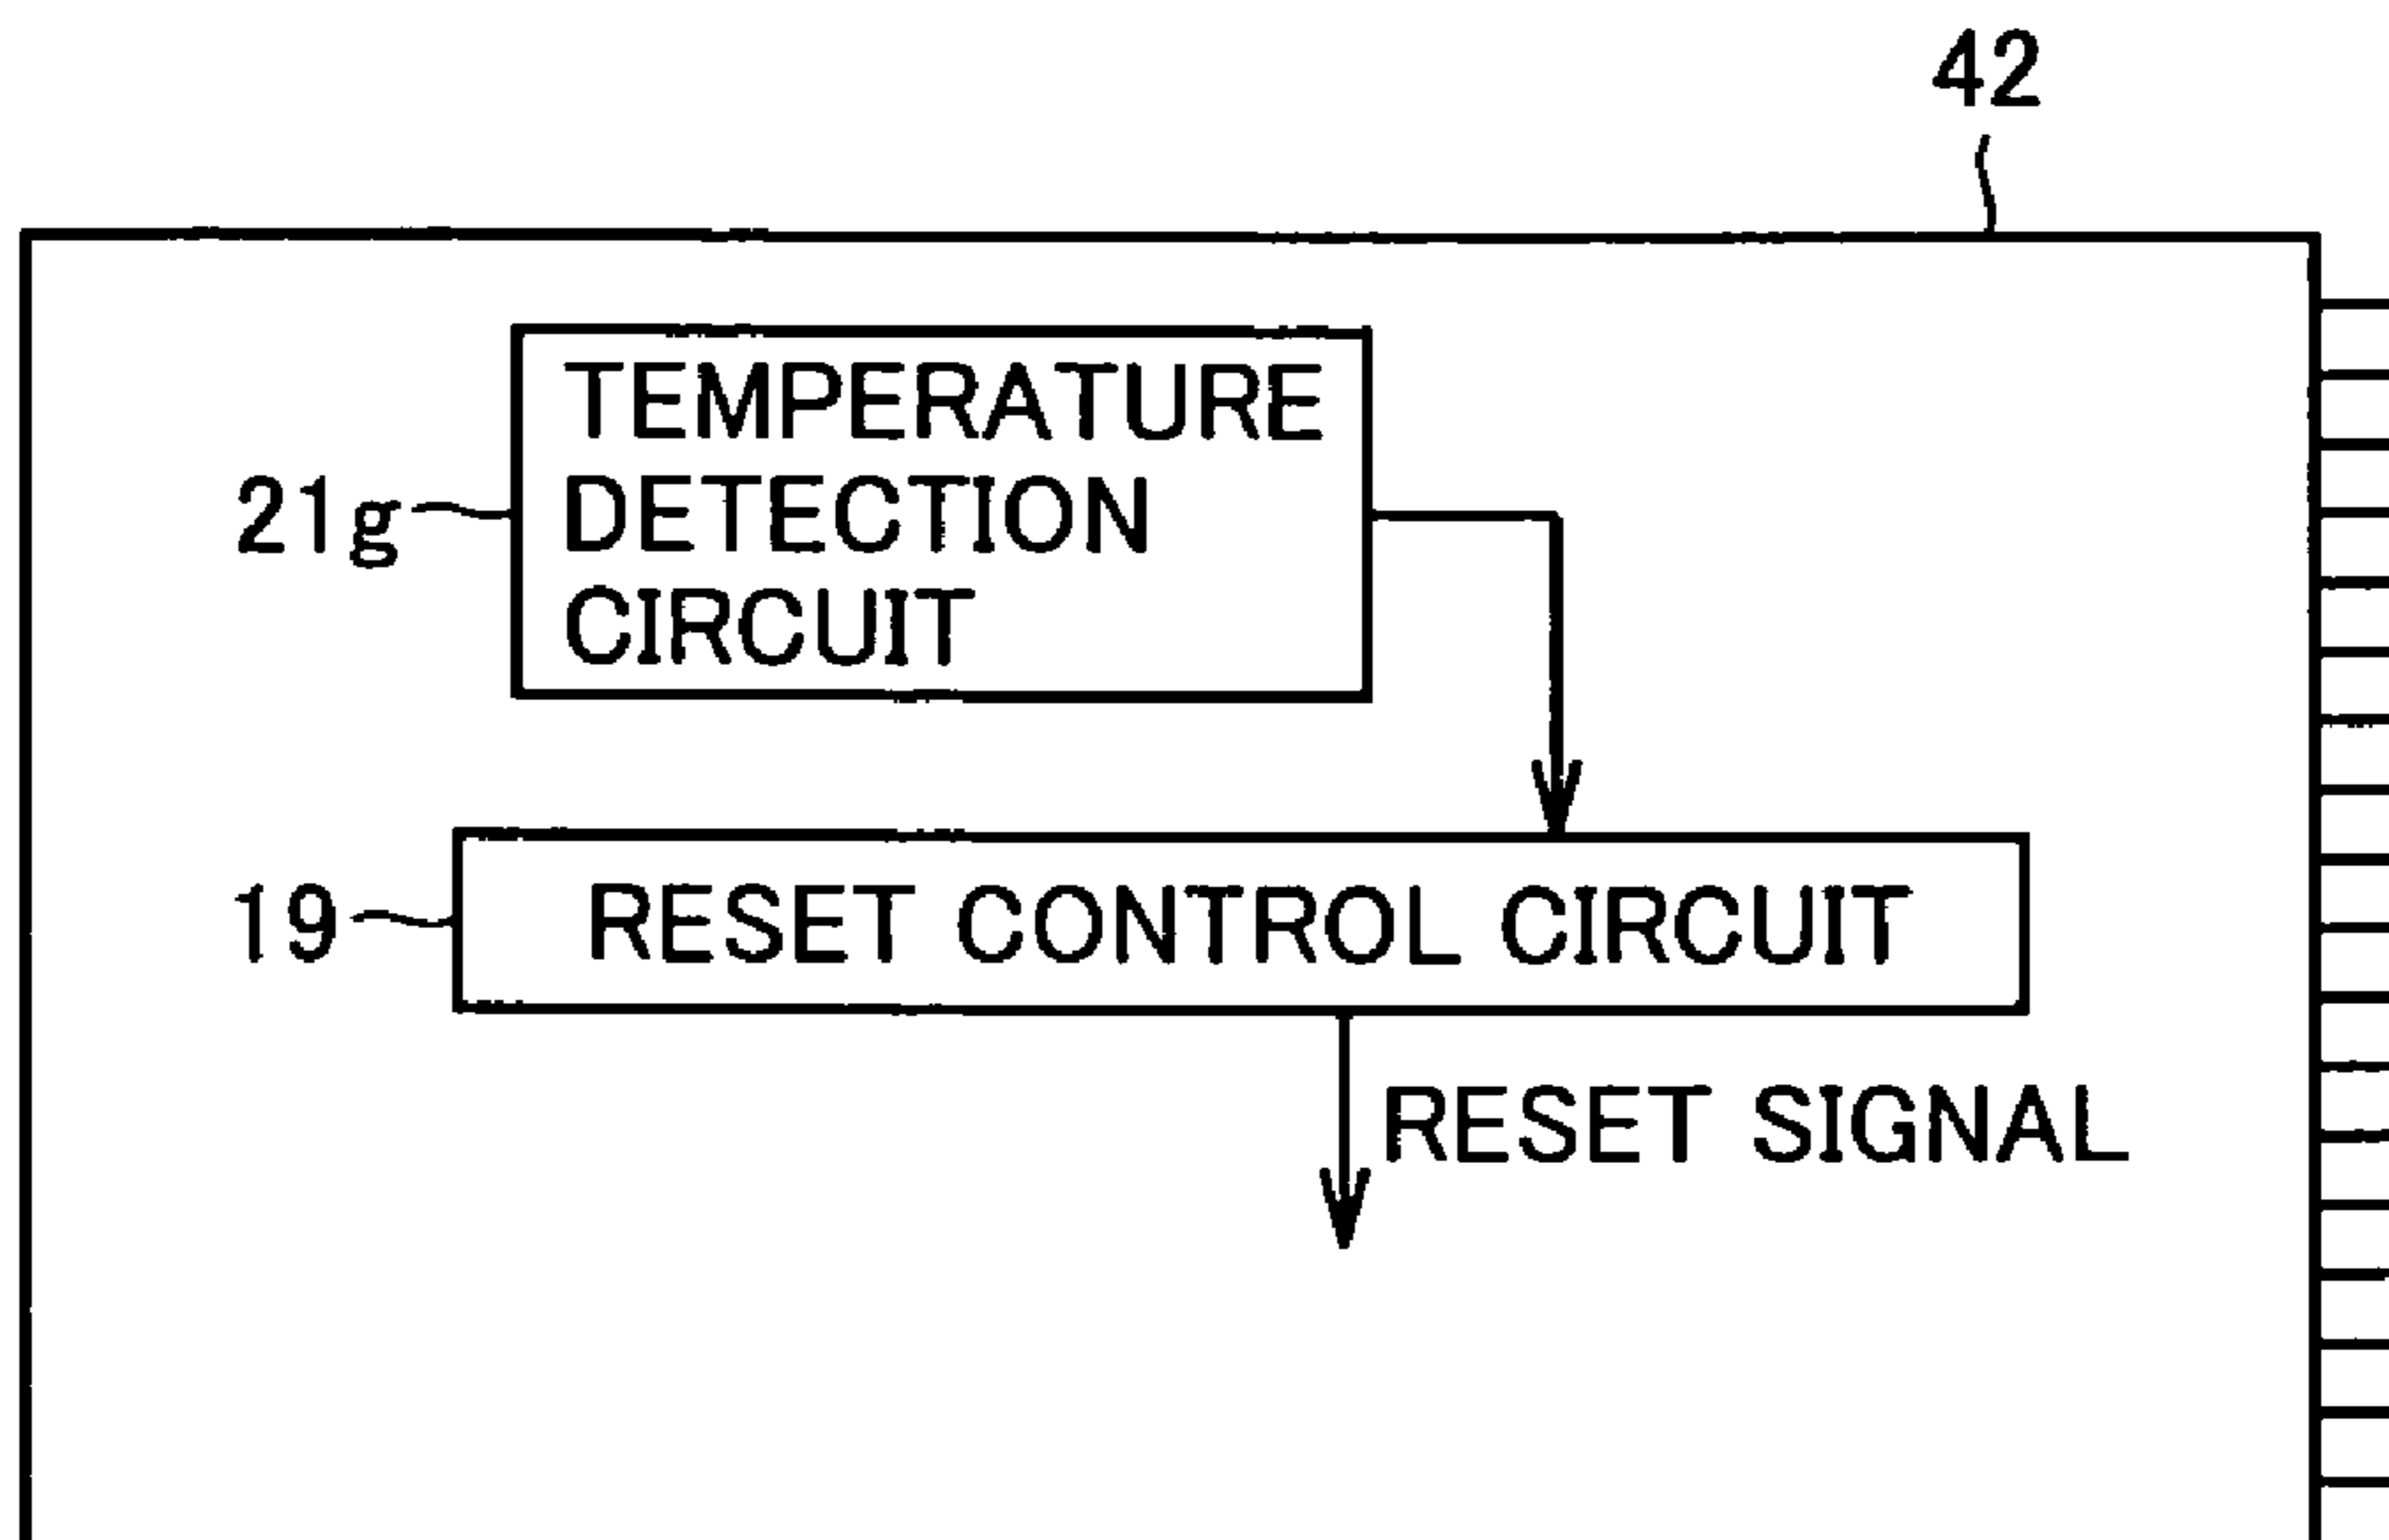 42
TEMPERATURE
DETECTION
CIRCUIT
21g
19
RESET CONTROL CIRCUIT
RESET SIGNAL